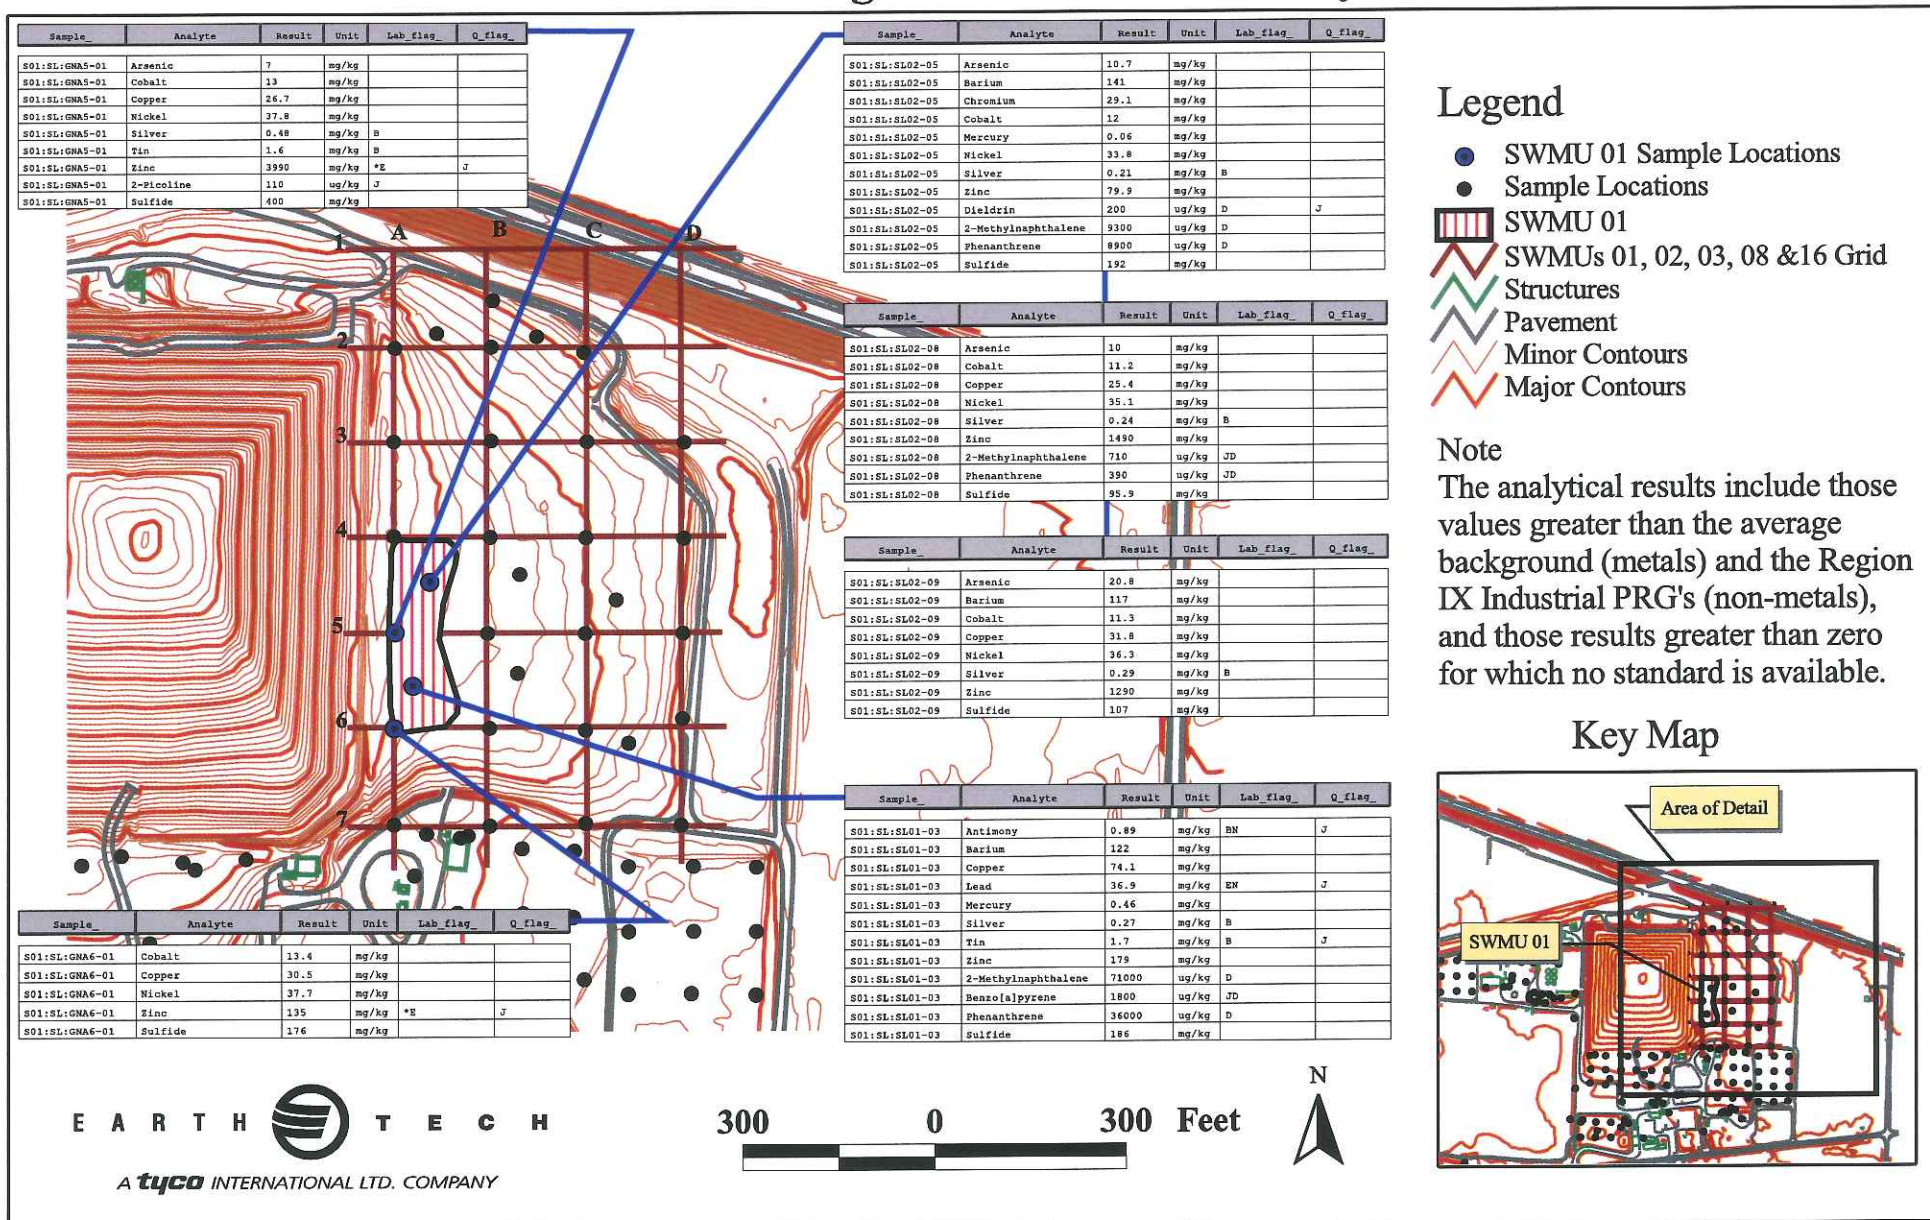 Sample_ Analyte Result Unit Lab_flag_ Q_flag_
S01:SL:GNA5-01 Arsenic 7 mg/kg
S01:SL:GNA5-01 Cobalt 13 mg/kg
S01:SL:GNA5-01 Copper 26.7 mg/kg
S01:SL:GNA5-01 Nickel 37.8 mg/kg
S01:SL:GNA5-01 Silver 0.48 mg/kg B
S01:SL:GNA5-01 Tin 1.6 mg/kg B
S01:SL:GNA5-01 Zinc 3990 mg/kg *E J
S01:SL:GNA5-01 2-Picoline 110 ug/kg J
S01:SL:GNA5-01 Sulfide 400 mg/kg
Sample_ Analyte Result Unit Lab_flag_ Q_flag_
S01:SL:SL02-05 Arsenic 10.7 mg/kg
S01:SL:SL02-05 Barium 141 mg/kg
S01:SL:SL02-05 Chromium 29.1 mg/kg
S01:SL:SL02-05 Cobalt 12 mg/kg
S01:SL:SL02-05 Mercury 0.06 mg/kg
S01:SL:SL02-05 Nickel 33.8 mg/kg
S01:SL:SL02-05 Silver 0.21 mg/kg B
S01:SL:SL02-05 Zinc 79.9 mg/kg
S01:SL:SL02-05 Dieldrin 200 ug/kg D J
S01:SL:SL02-05 2-Methylnaphthalene 9300 ug/kg D
S01:SL:SL02-05 Phenanthrene 8900 ug/kg D
S01:SL:SL02-05 Sulfide 192 mg/kg
Sample_ Analyte Result Unit Lab_flag_ Q_flag_
S01:SL:SL02-08 Arsenic 10 mg/kg
S01:SL:SL02-08 Cobalt 11.2 mg/kg
S01:SL:SL02-08 Copper 25.4 mg/kg
S01:SL:SL02-08 Nickel 35.1 mg/kg
S01:SL:SL02-08 Silver 0.24 mg/kg B
S01:SL:SL02-08 Zinc 1490 mg/kg
S01:SL:SL02-08 2-Methylnaphthalene 710 ug/kg JD
S01:SL:SL02-08 Phenanthrene 390 ug/kg JD
S01:SL:SL02-08 Sulfide 95.9 mg/kg
Sample_ Analyte Result Unit Lab_flag_ Q_flag_
S01:SL:SL02-09 Arsenic 20.8 mg/kg
S01:SL:SL02-09 Barium 117 mg/kg
S01:SL:SL02-09 Cobalt 11.3 mg/kg
S01:SL:SL02-09 Copper 31.8 mg/kg
S01:SL:SL02-09 Nickel 36.3 mg/kg
S01:SL:SL02-09 Silver 0.29 mg/kg B
S01:SL:SL02-09 Zinc 1290 mg/kg
S01:SL:SL02-09 Sulfide 107 mg/kg
Sample_ Analyte Result Unit Lab_flag_ Q_flag_
S01:SL:SL01-03 Antimony 0.89 mg/kg BN J
S01:SL:SL01-03 Barium 122 mg/kg
S01:SL:SL01-03 Copper 74.1 mg/kg
S01:SL:SL01-03 Lead 36.9 mg/kg EN J
S01:SL:SL01-03 Mercury 0.46 mg/kg
S01:SL:SL01-03 Silver 0.27 mg/kg B
S01:SL:SL01-03 Tin 1.7 mg/kg B J
S01:SL:SL01-03 Zinc 179 mg/kg
S01:SL:SL01-03 2-Methylnaphthalene 71000 ug/kg D
S01:SL:SL01-03 Benzo[a]pyrene 1800 ug/kg JD
S01:SL:SL01-03 Phenanthrene 36000 ug/kg D
S01:SL:SL01-03 Sulfide 186 mg/kg
Sample_ Analyte Result Unit Lab_flag_ Q_flag_
S01:SL:GNA6-01 Cobalt 13.4 mg/kg
S01:SL:GNA6-01 Copper 30.5 mg/kg
S01:SL:GNA6-01 Nickel 37.7 mg/kg
S01:SL:GNA6-01 Zinc 135 mg/kg *E J
S01:SL:GNA6-01 Sulfide 176 mg/kg
A B C D
1
2
3
4
5
6
7
Legend
SWMU 01 Sample Locations
Sample Locations
SWMU 01
SWMUs 01, 02, 03, 08 &16 Grid
Structures
Pavement
Minor Contours
Major Contours
Note
The analytical results include those
values greater than the average
background (metals) and the Region
IX Industrial PRG's (non-metals),
and those results greater than zero
for which no standard is available.
Key Map
Area of Detail
SWMU 01
EARTH TECH
A tyco INTERNATIONAL LTD. COMPANY
300 0 300 Feet
N